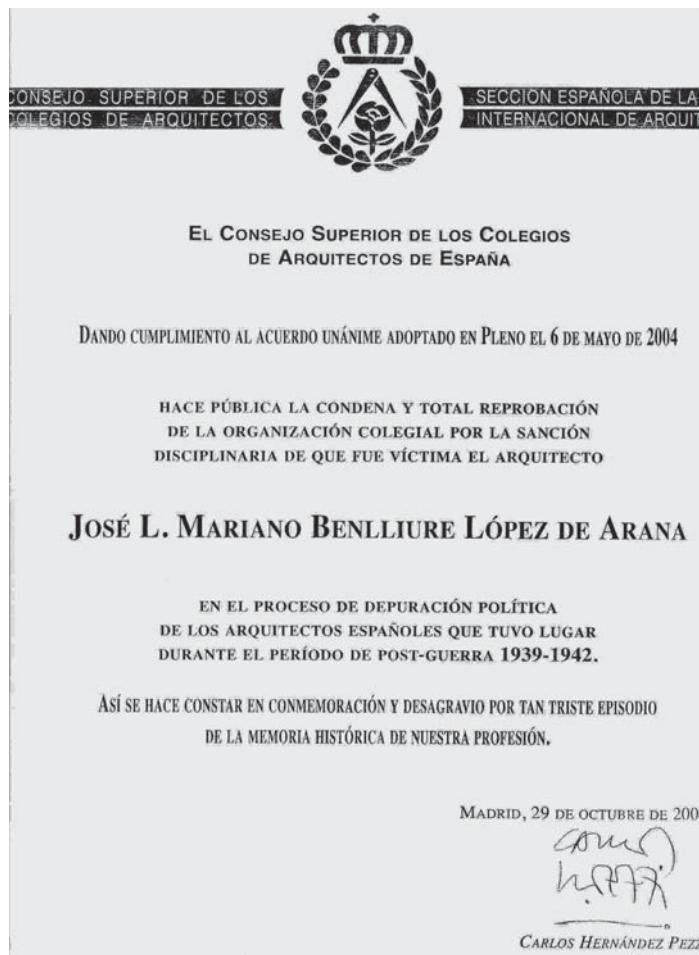 CONSEJO SUPERIOR DE LOS
COLEGIOS DE ARQUITECTOS
SECCION ESPAÑOLA DE LA
INTERNACIONAL DE ARQUIT
EL CONSEJO SUPERIOR DE LOS COLEGIOS
DE ARQUITECTOS DE ESPAÑA
DANDO CUMPLIMIENTO AL ACUERDO UNÁNIME ADOPTADO EN PLENO EL 6 DE MAYO DE 2004
HACE PÚBLICA LA CONDENA Y TOTAL REPROBACIÓN
DE LA ORGANIZACIÓN COLEGIAL POR LA SANCIÓN
DISCIPLINARIA DE QUE FUE VÍCTIMA EL ARQUITECTO
JOSÉ L. MARIANO BENLLIURE LÓPEZ DE ARANA
EN EL PROCESO DE DEPURACIÓN POLÍTICA
DE LOS ARQUITECTOS ESPAÑOLES QUE TUVO LUGAR
DURANTE EL PERÍODO DE POST-GUERRA 1939-1942.
ASÍ SE HACE CONSTAR EN CONMEMORACIÓN Y DESAGRAVIO POR TAN TRISTE EPISODIO
DE LA MEMORIA HISTÓRICA DE NUESTRA PROFESIÓN.
MADRID, 29 DE OCTUBRE DE 200
CARLOS HERNÁNDEZ PEZZ